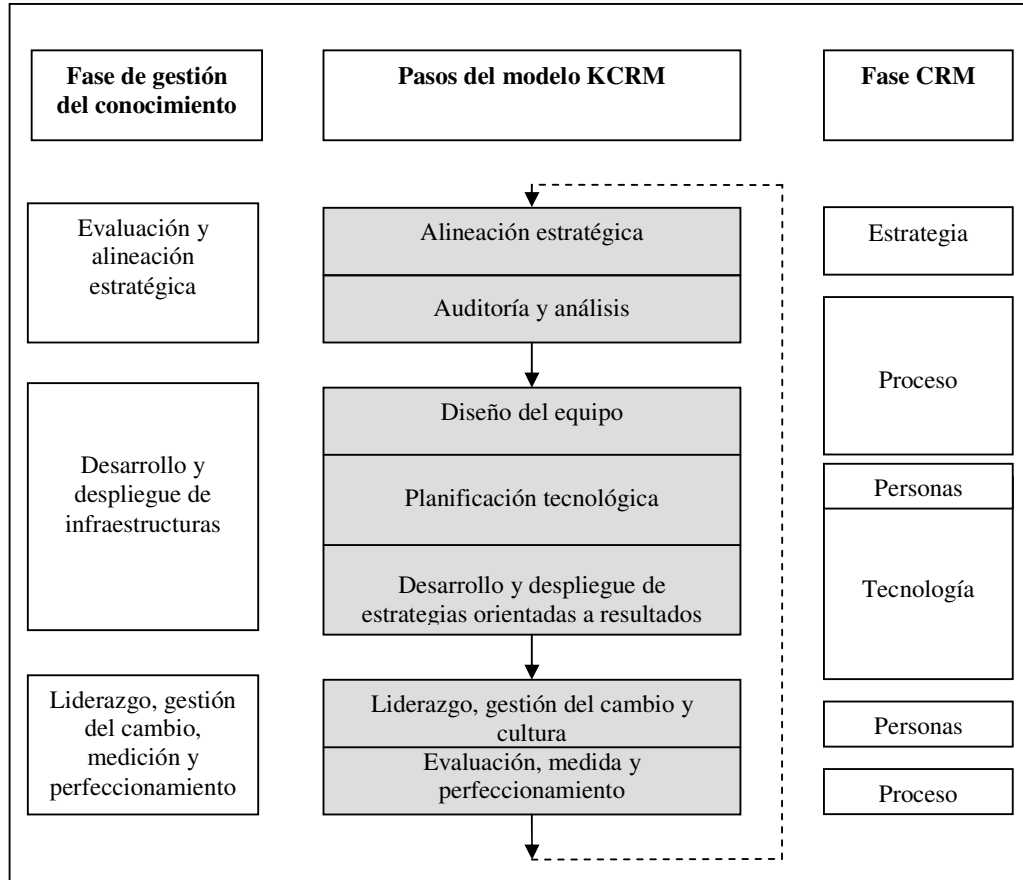 Fase de gestión
del conocimiento
Pasos del modelo KCRM
Fase CRM
Evaluación y
alineación
estratégica
Alineación estratégica
Auditoría y análisis
Estrategia
Proceso
Desarrollo y
despliegue de
infraestructuras
Diseño del equipo
Planificación tecnológica
Desarrollo y despliegue de
estrategias orientadas a resultados
Personas
Tecnología
Liderazgo, gestión
del cambio,
medición y
perfeccionamiento
Liderazgo, gestión del cambio y
cultura
Evaluación, medida y
perfeccionamiento
Personas
Proceso